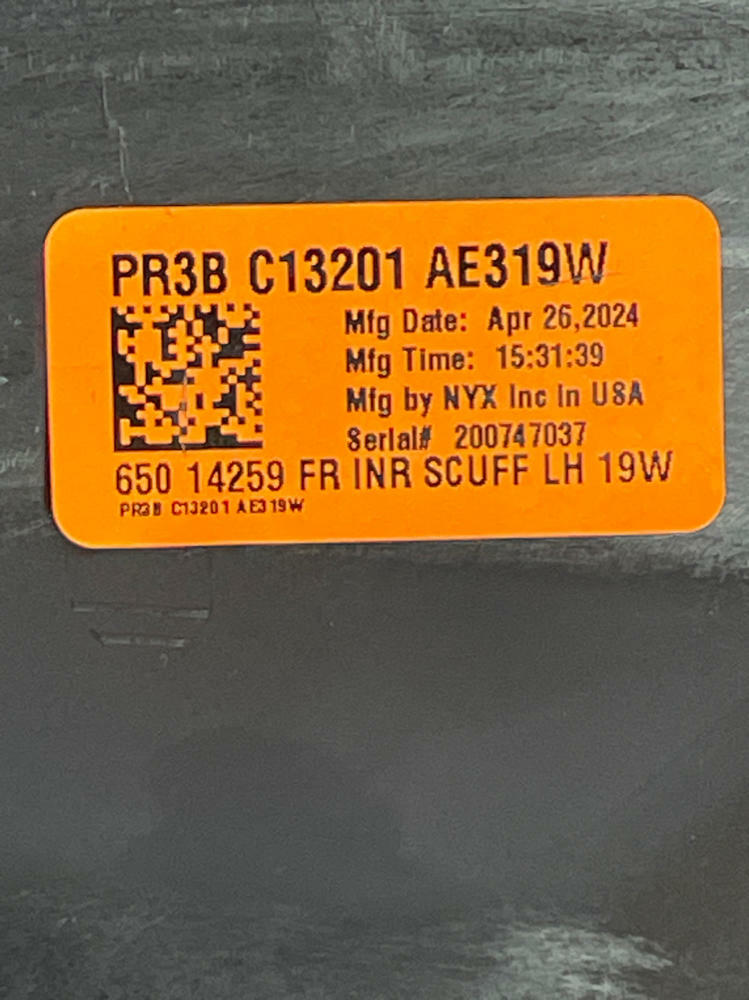 PR3B C13201 AE319W
Mfg Date: Apr 26,2024
Mfg Time: 15:31:39
Mfg by NYX Inc in USA
Serial# 200747037
650 14259 FR INR SCUFF LH 19W
PR3B C13201 AE319W